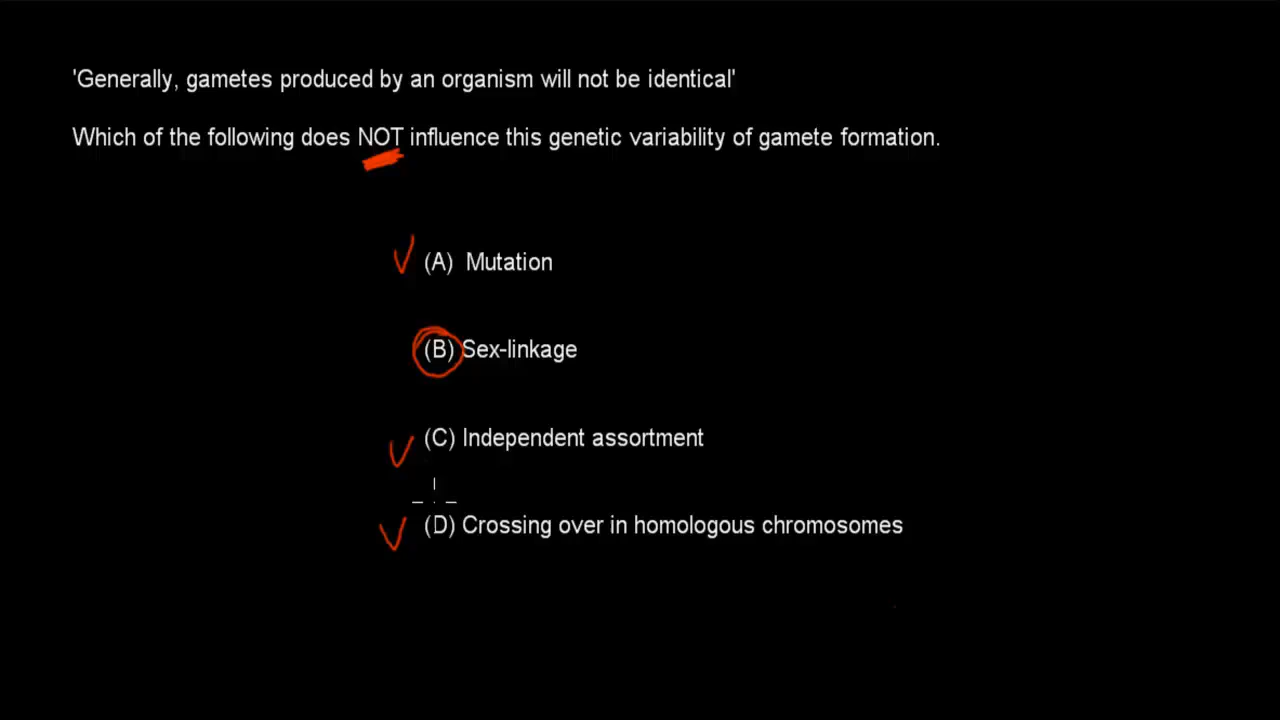 'Generally, gametes produced by an organism will not be identical'
Which of the following does NOT influence this genetic variability of gamete formation.
(A) Mutation
(B) Sex-linkage
(C) Independent assortment
(D) Crossing over in homologous chromosomes